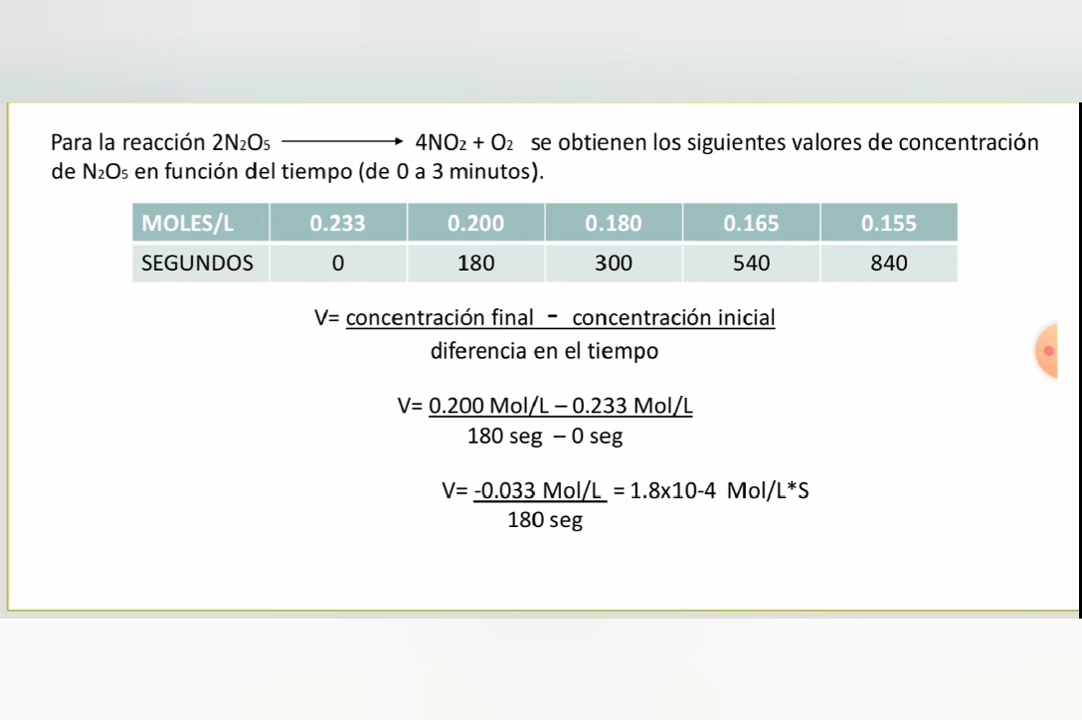 Para la reacción 2N₂O₅ ⟶ 4NO₂ + O₂ se obtienen los siguientes valores de concentración
de N₂O₅ en función del tiempo (de 0 a 3 minutos).
MOLES/L 0.233 0.200 0.180 0.165 0.155
SEGUNDOS 0 180 300 540 840
V= concentración final - concentración inicial
diferencia en el tiempo
V= 0.200 Mol/L – 0.233 Mol/L
180 seg – 0 seg
V= -0.033 Mol/L = 1.8x10-4 Mol/L*S
180 seg